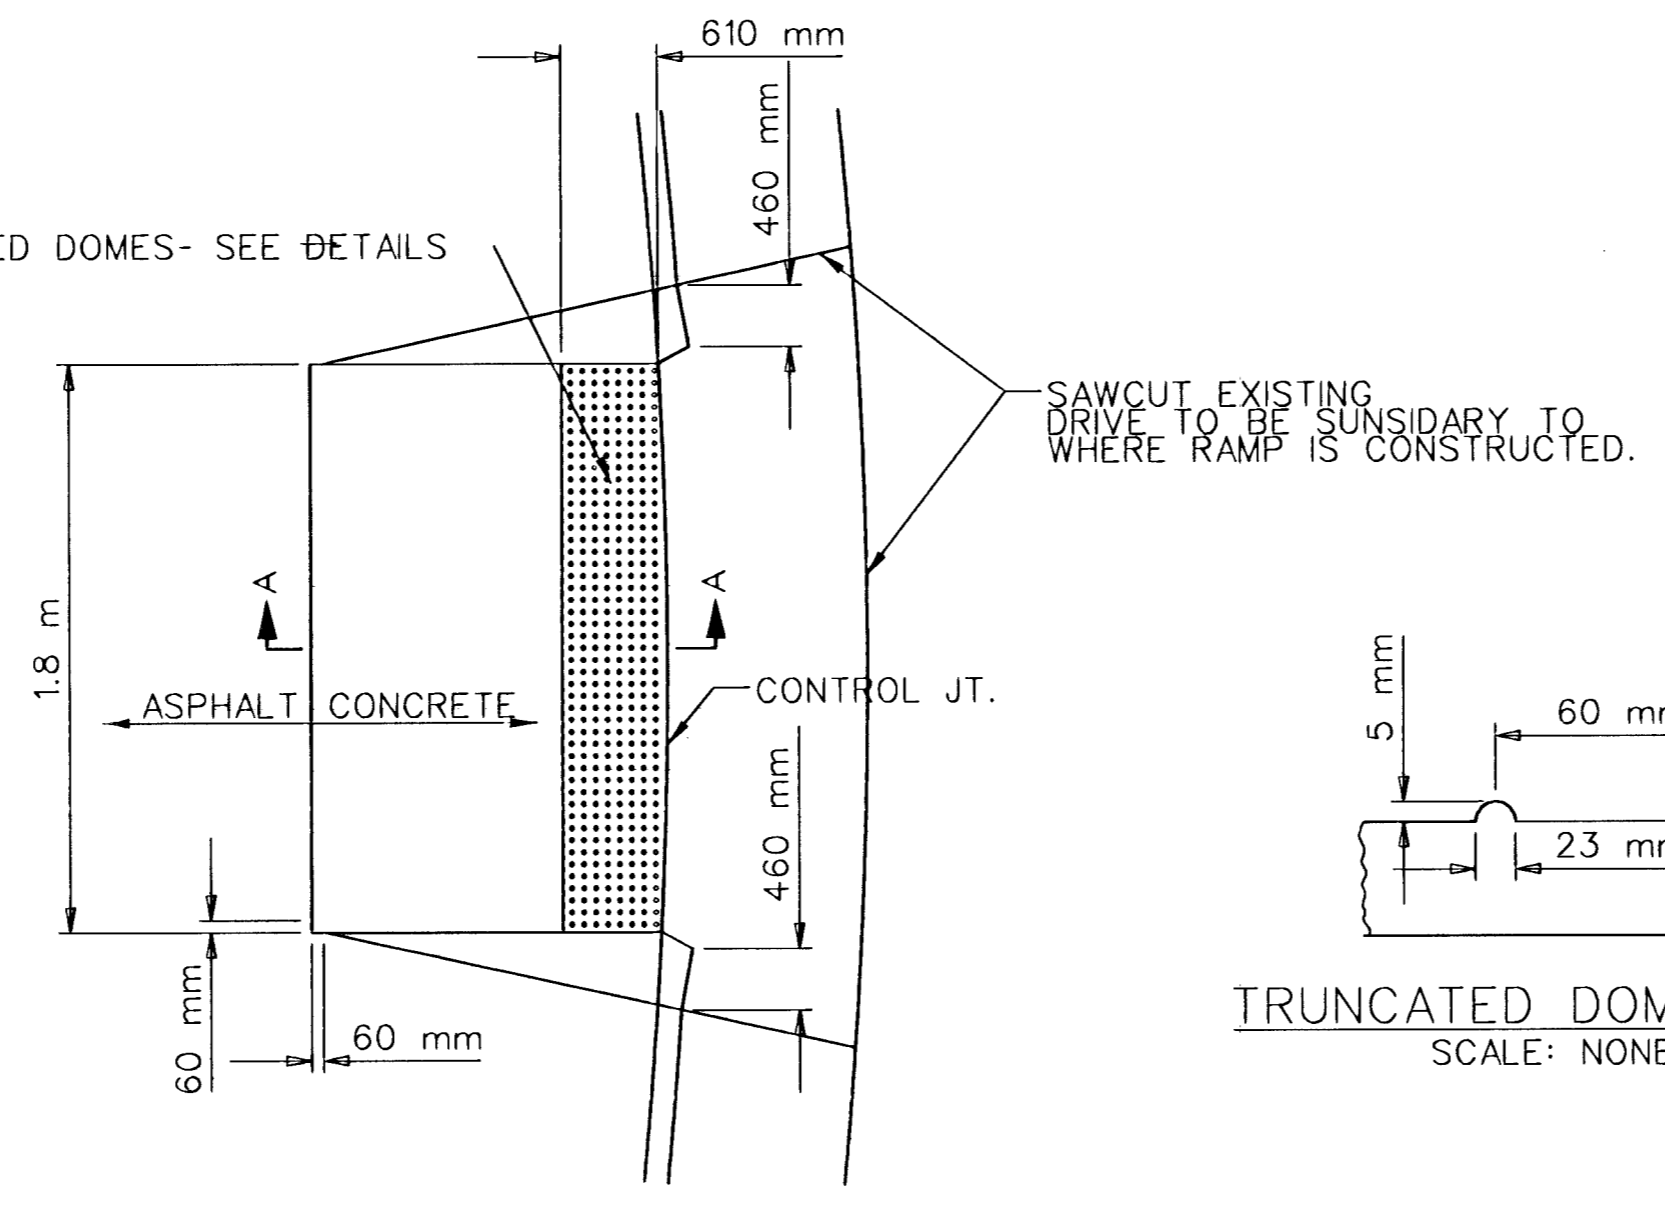 610 mm
460 mm
ED DOMES- SEE DETAILS
SAWCUT EXISTING
DRIVE TO BE SUNSIDARY TO
WHERE RAMP IS CONSTRUCTED.
A
A
1.8 m
ASPHALT CONCRETE
CONTROL JT.
5 mm
60 mm
460 mm
23 mm
60 mm
60 mm
TRUNCATED DOM
SCALE: NONE